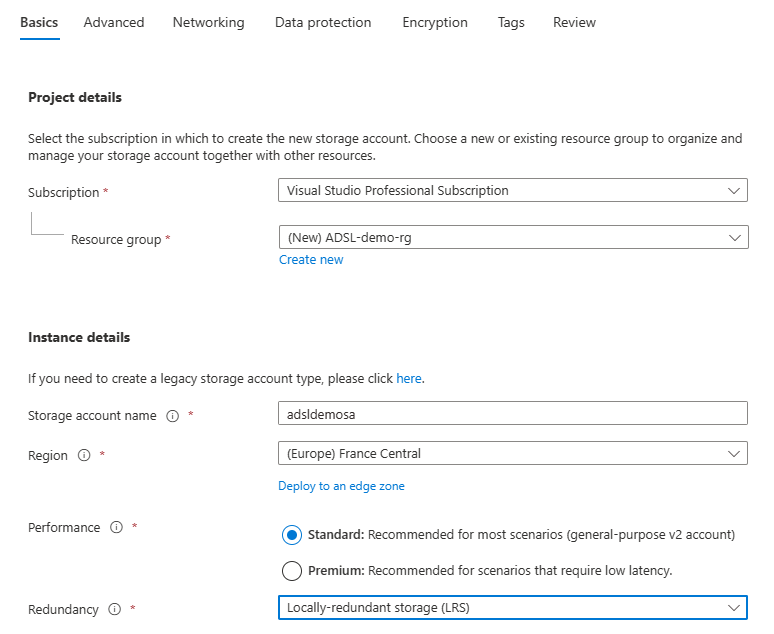 Basics Advanced Networking Data protection Encryption Tags Review
Project details
Select the subscription in which to create the new storage account. Choose a new or existing resource group to organize and
manage your storage account together with other resources.
Subscription * Visual Studio Professional Subscription
Resource group * (New) ADSL-demo-rg
Create new
Instance details
If you need to create a legacy storage account type, please click here.
Storage account name * adsldemosa
Region * (Europe) France Central
Deploy to an edge zone
Performance * Standard: Recommended for most scenarios (general-purpose v2 account)
Premium: Recommended for scenarios that require low latency.
Redundancy * Locally-redundant storage (LRS)